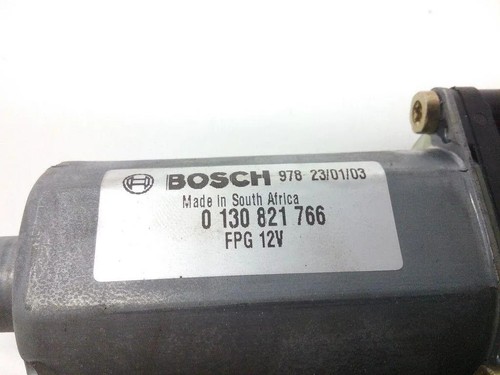 BOSCH 978 23/01/03
Made in South Africa
0 130 821 766
FPG 12V